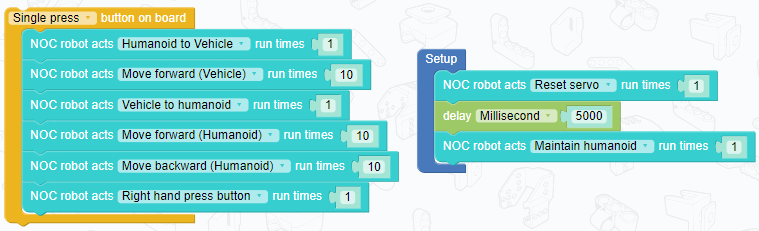 Single press button on board
NOC robot acts Humanoid to Vehicle run times 1
NOC robot acts Move forward (Vehicle) run times 10
NOC robot acts Vehicle to humanoid run times 1
NOC robot acts Move forward (Humanoid) run times 10
NOC robot acts Move backward (Humanoid) run times 10
NOC robot acts Right hand press button run times 1
Setup
NOC robot acts Reset servo run times 1
delay Millisecond 5000
NOC robot acts Maintain humanoid run times 1